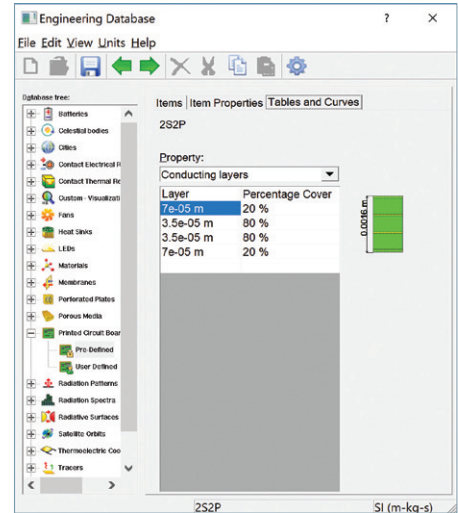 Engineering Database ? ×
File Edit View Units Help
Database tree:
Batteries
Celestial bodies
Cities
Contact Electrical R
Contact Thermal Re
Custom - Visualizati
Fans
Heat Sinks
LEDs
Materials
Membranes
Perforated Plates
Porous Media
Printed Circuit Boar
Pre-Defined
User Defined
Radiation Patterns
Radiation Spectra
Radiative Surfaces
Satellite Orbits
Thermoelectric Coo
Tracers
Items Item Properties Tables and Curves
2S2P
Property:
Conducting layers
Layer Percentage Cover
7e-05 m 20 %
3.5e-05 m 80 %
3.5e-05 m 80 %
7e-05 m 20 %
0.0016 m
2S2P SI (m-kg-s)